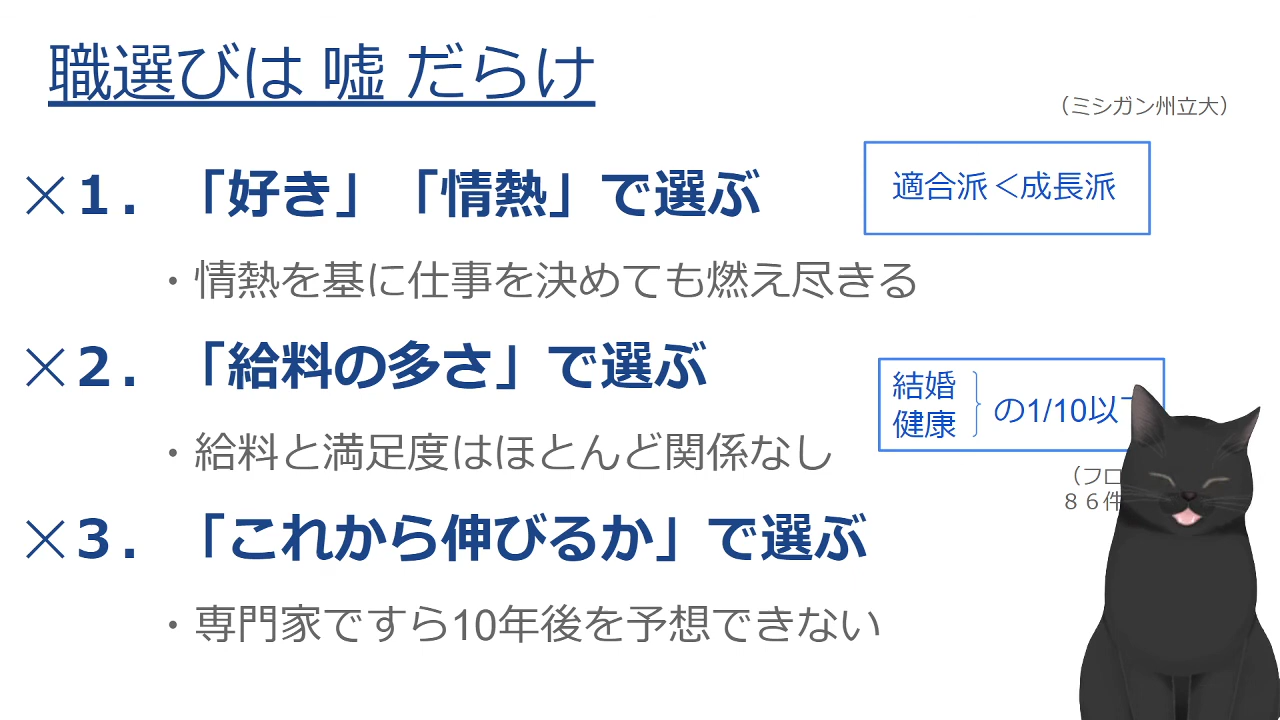 職選びは 嘘 だらけ
（ミシガン州立大）
×１．「好き」「情熱」で選ぶ
適合派＜成長派
・情熱を基に仕事を決めても燃え尽きる
×２．「給料の多さ」で選ぶ
結婚
健康
の1/10以
・給料と満足度はほとんど関係なし
（フロ
８６件
×３．「これから伸びるか」で選ぶ
・専門家ですら10年後を予想できない